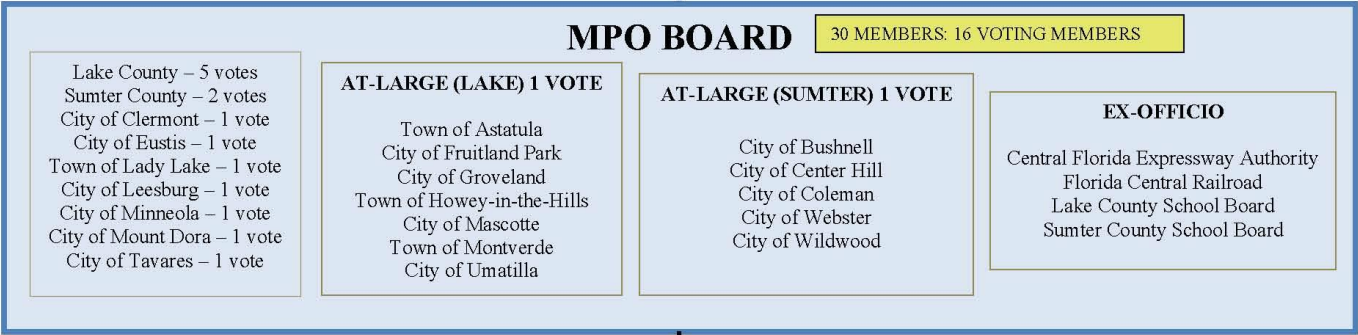 MPO BOARD
30 MEMBERS: 16 VOTING MEMBERS
Lake County – 5 votes
Sumter County – 2 votes
City of Clermont – 1 vote
City of Eustis – 1 vote
Town of Lady Lake – 1 vote
City of Leesburg – 1 vote
City of Minneola – 1 vote
City of Mount Dora – 1 vote
City of Tavares – 1 vote
AT-LARGE (LAKE) 1 VOTE
Town of Astatula
City of Fruitland Park
City of Groveland
Town of Howey-in-the-Hills
City of Mascotte
Town of Montverde
City of Umatilla
AT-LARGE (SUMTER) 1 VOTE
City of Bushnell
City of Center Hill
City of Coleman
City of Webster
City of Wildwood
EX-OFFICIO
Central Florida Expressway Authority
Florida Central Railroad
Lake County School Board
Sumter County School Board